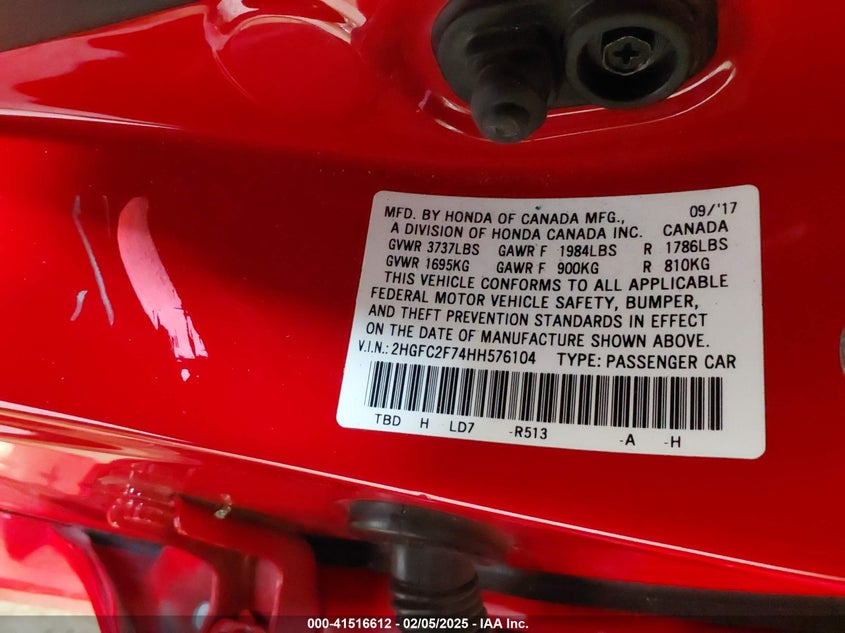 MFD. BY HONDA OF CANADA MFG., 09/'17
A DIVISION OF HONDA CANADA INC. CANADA
GVWR 3737LBS GAWR F 1984LBS R 1786LBS
GVWR 1695KG GAWR F 900KG R 810KG
THIS VEHICLE CONFORMS TO ALL APPLICABLE
FEDERAL MOTOR VEHICLE SAFETY, BUMPER,
AND THEFT PREVENTION STANDARDS IN EFFECT
ON THE DATE OF MANUFACTURE SHOWN ABOVE.
V.I.N.: 2HGFC2F74HH576104 TYPE: PASSENGER CAR
TBD H LD7 -R513 -A -H
000-41516612 - 02/05/2025 - IAA Inc.